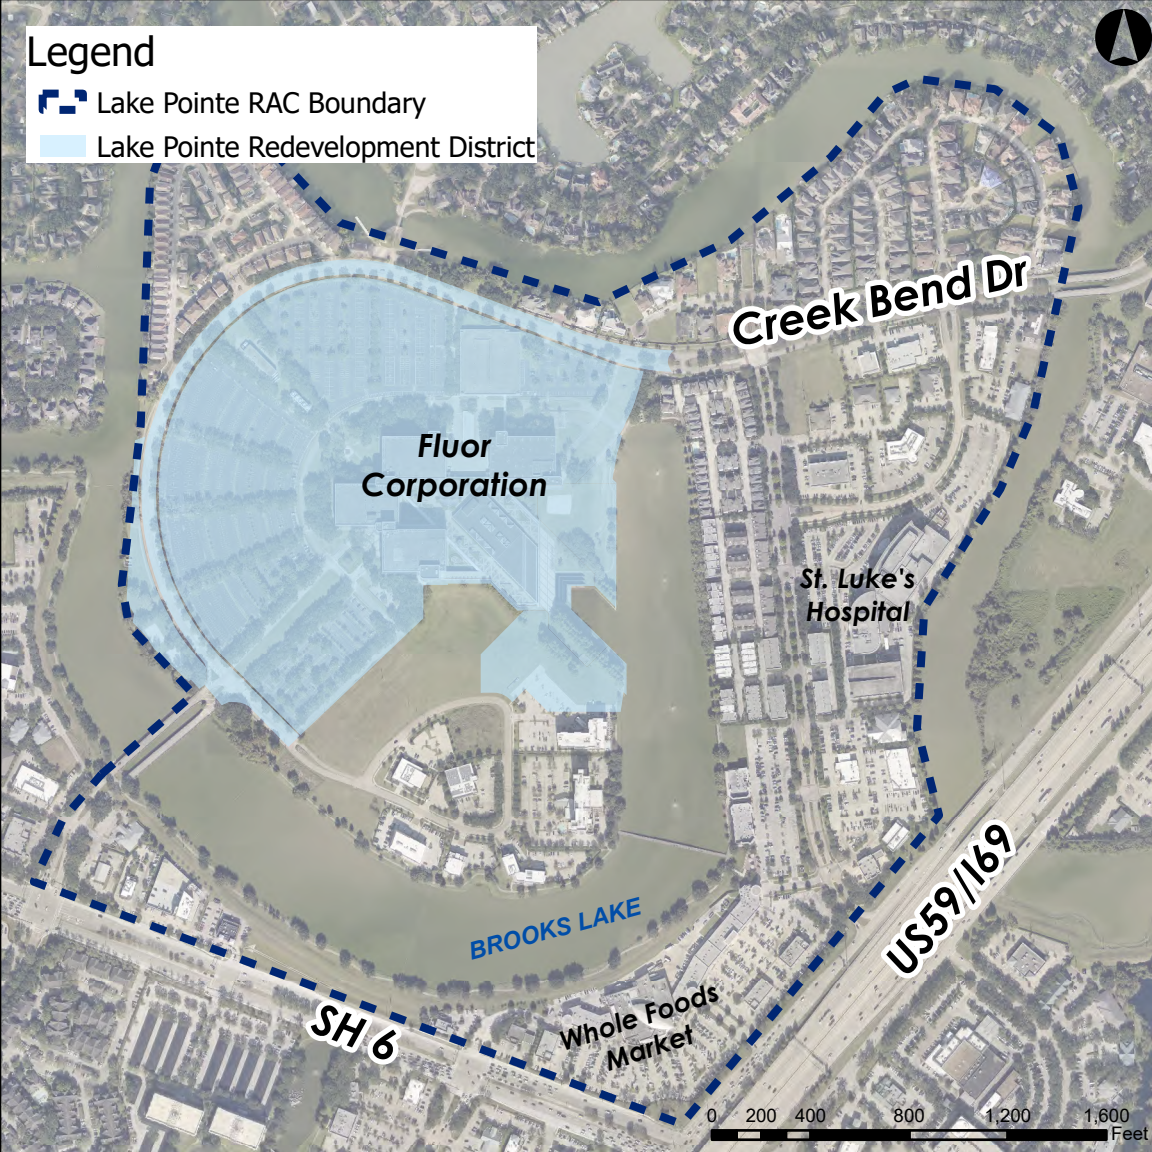 Legend
Lake Pointe RAC Boundary
Lake Pointe Redevelopment District
Creek Bend Dr
Fluor
Corporation
St. Luke's
Hospital
US59/I69
BROOKS LAKE
Whole Foods
Market
SH 6
0 200 400 800 1,200 1,600
Feet